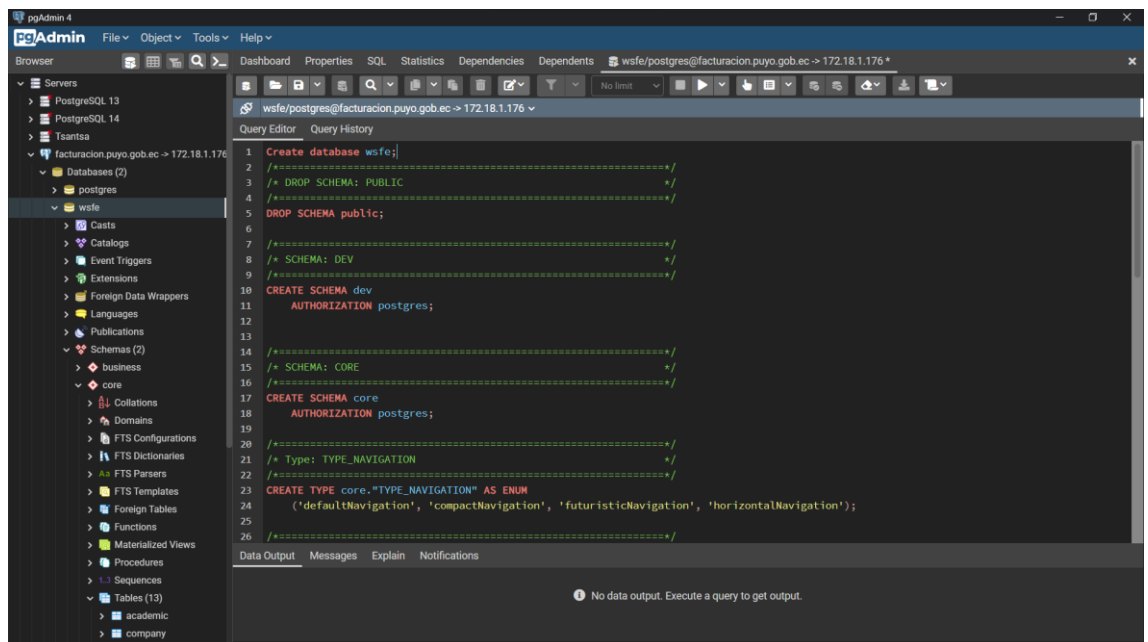 pgAdmin 4
pgAdmin File Object Tools Help
Browser
Dashboard Properties SQL Statistics Dependencies Dependents wsfe/postgres@facturacion.puyo.gob.ec -> 172.18.1.176 *
No limit
wsfe/postgres@facturacion.puyo.gob.ec -> 172.18.1.176
Query Editor Query History
Servers
PostgreSQL 13
PostgreSQL 14
Tsantsa
facturacion.puyo.gob.ec -> 172.18.1.176
Databases (2)
postgres
wsfe
Casts
Catalogs
Event Triggers
Extensions
Foreign Data Wrappers
Languages
Publications
Schemas (2)
business
core
Collations
Domains
FTS Configurations
FTS Dictionaries
FTS Parsers
FTS Templates
Foreign Tables
Functions
Materialized Views
Procedures
1..3 Sequences
Tables (13)
academic
company
1 Create database wsfe;
2 /*==============================================================*/
3 /* DROP SCHEMA: PUBLIC */
4 /*==============================================================*/
5 DROP SCHEMA public;
6
7 /*==============================================================*/
8 /* SCHEMA: DEV */
9 /*==============================================================*/
10 CREATE SCHEMA dev
11 AUTHORIZATION postgres;
12
13
14 /*==============================================================*/
15 /* SCHEMA: CORE */
16 /*==============================================================*/
17 CREATE SCHEMA core
18 AUTHORIZATION postgres;
19
20 /*==============================================================*/
21 /* Type: TYPE_NAVIGATION */
22 /*==============================================================*/
23 CREATE TYPE core."TYPE_NAVIGATION" AS ENUM
24 ('defaultNavigation', 'compactNavigation', 'futuristicNavigation', 'horizontalNavigation');
25
26 /*==============================================================*/
Data Output Messages Explain Notifications
No data output. Execute a query to get output.